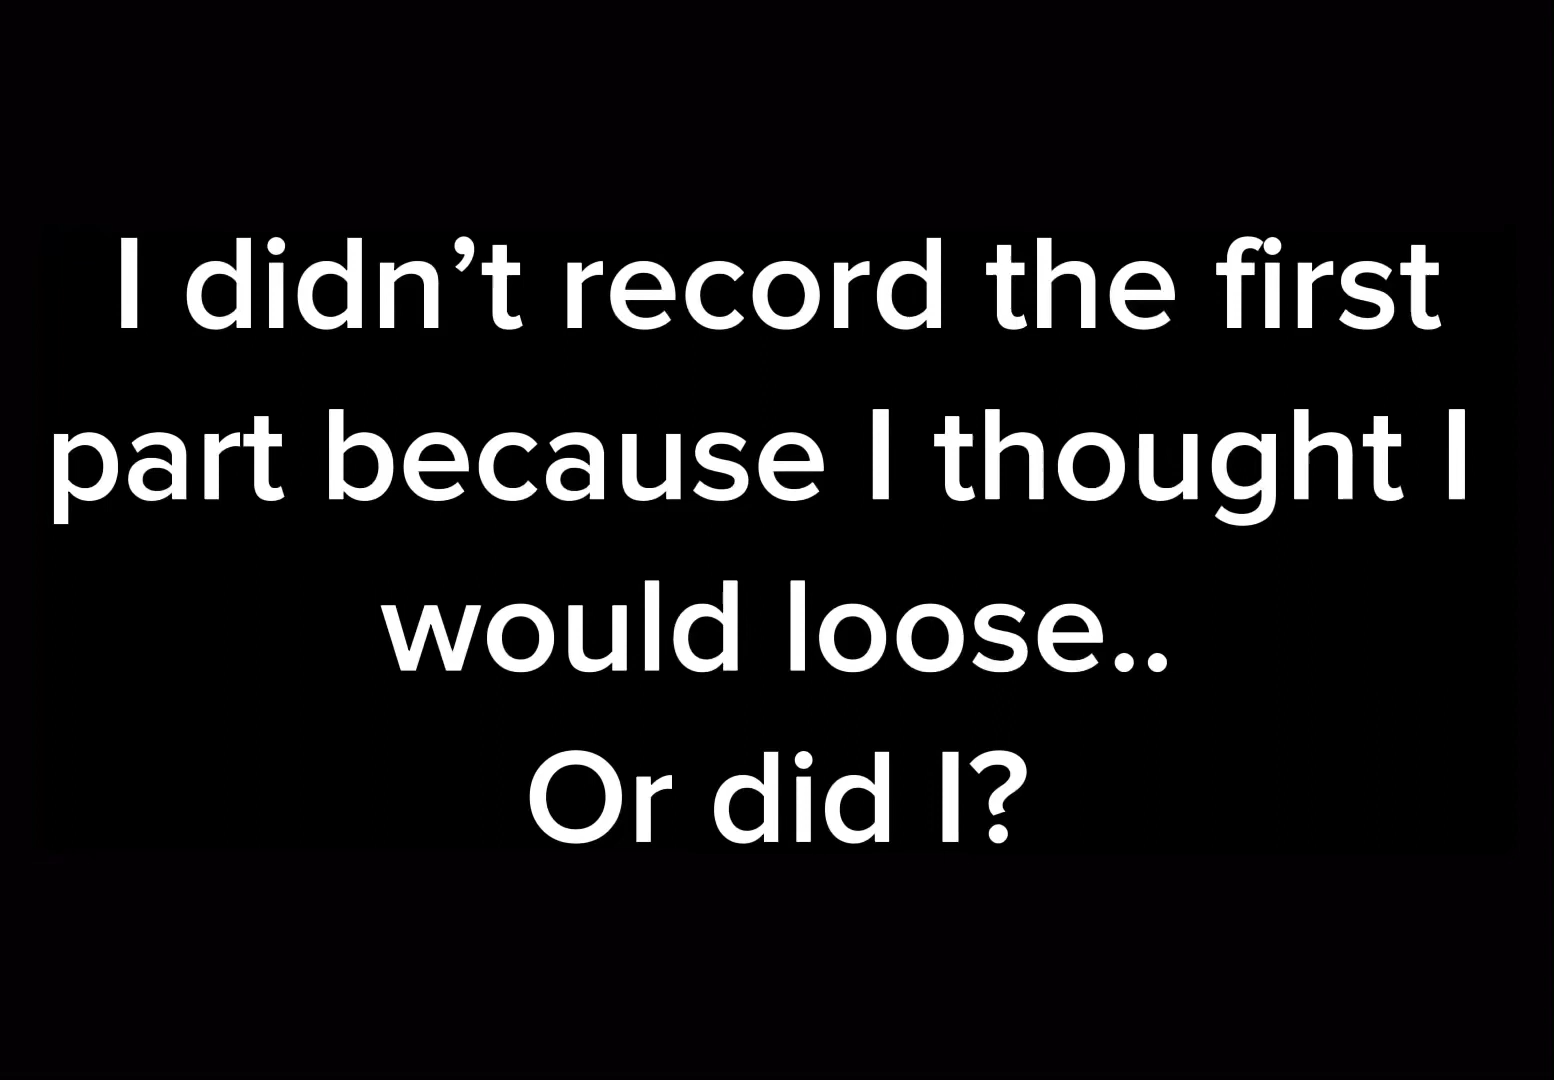 I didn’t record the first
part because I thought I
would loose..
Or did I?